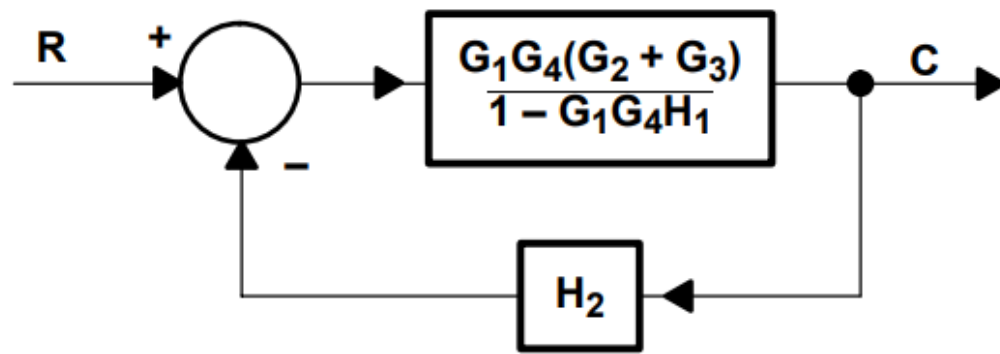 R
+
G₁G₄(G₂ + G₃)
1 – G₁G₄H₁
C
–
H₂